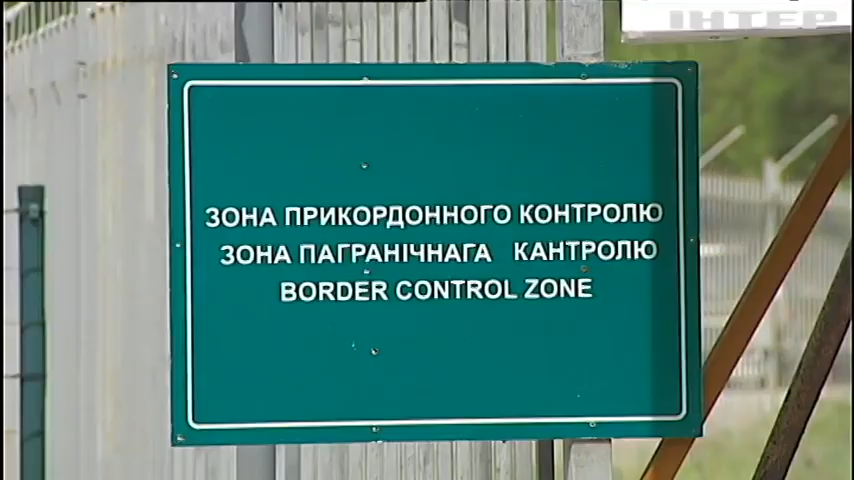 ІНТЕР
ЗОНА ПРИКОРДОННОГО КОНТРОЛЮ
ЗОНА ПАГРАНІЧНАГА КАНТРОЛЮ
BORDER CONTROL ZONE